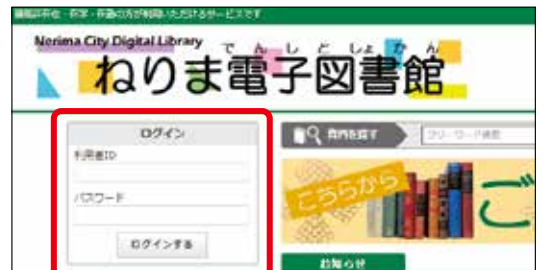 練馬区在住・在学・在勤の方が利用いただけるサービスです
Nerima City Digital Library
でんしとしょかん
ねりま電子図書館
ログイン
利用者ID
パスワード
ログインする
資料を探す
フリーワード検索
こちらから
ご
お知らせ